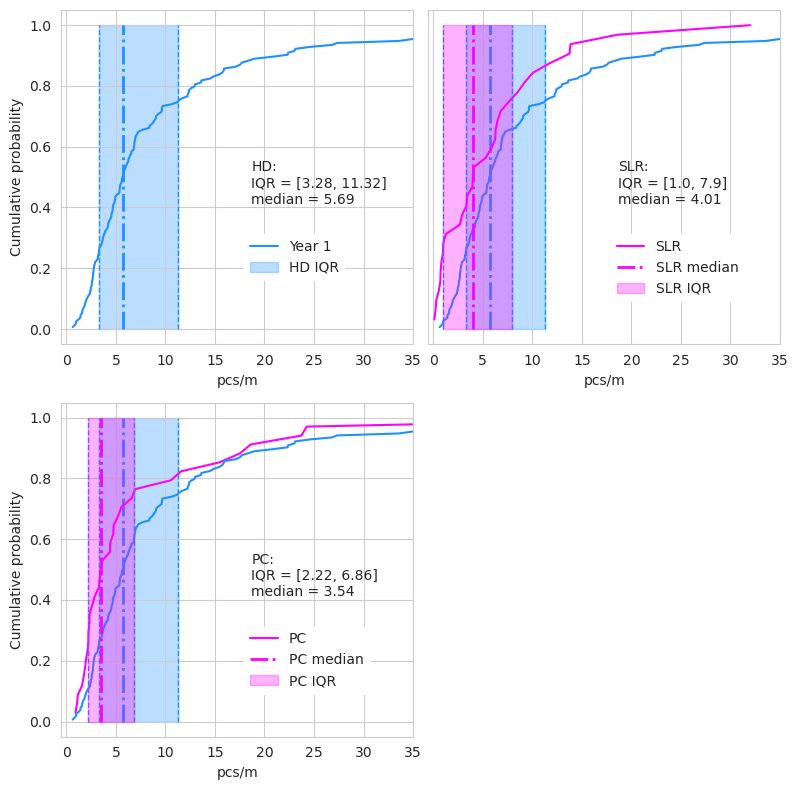 1.0
0.8
0.6
0.4
0.2
0.0
Cumulative probability
HD:
IQR = [3.28, 11.32]
median = 5.69
Year 1
HD IQR
0 5 10 15 20 25 30 35
pcs/m
SLR:
IQR = [1.0, 7.9]
median = 4.01
SLR
SLR median
SLR IQR
0 5 10 15 20 25 30 35
pcs/m
1.0
0.8
0.6
0.4
0.2
0.0
Cumulative probability
PC:
IQR = [2.22, 6.86]
median = 3.54
PC
PC median
PC IQR
0 5 10 15 20 25 30 35
pcs/m